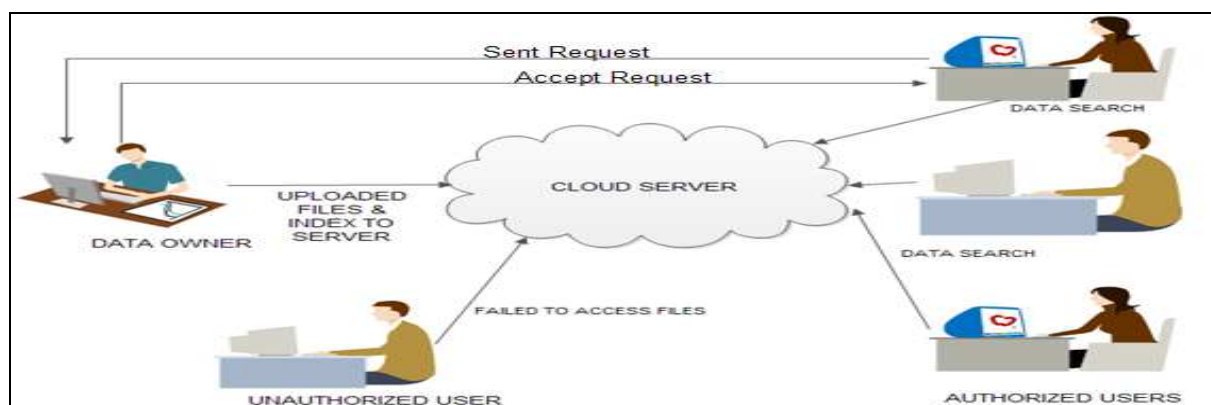 Sent Request
Accept Request
DATA SEARCH
CLOUD SERVER
UPLOADED
FILES &
INDEX TO
SERVER
DATA OWNER
DATA SEARCH
FAILED TO ACCESS FILES
UNAUTHORIZED USER
AUTHORIZED USERS